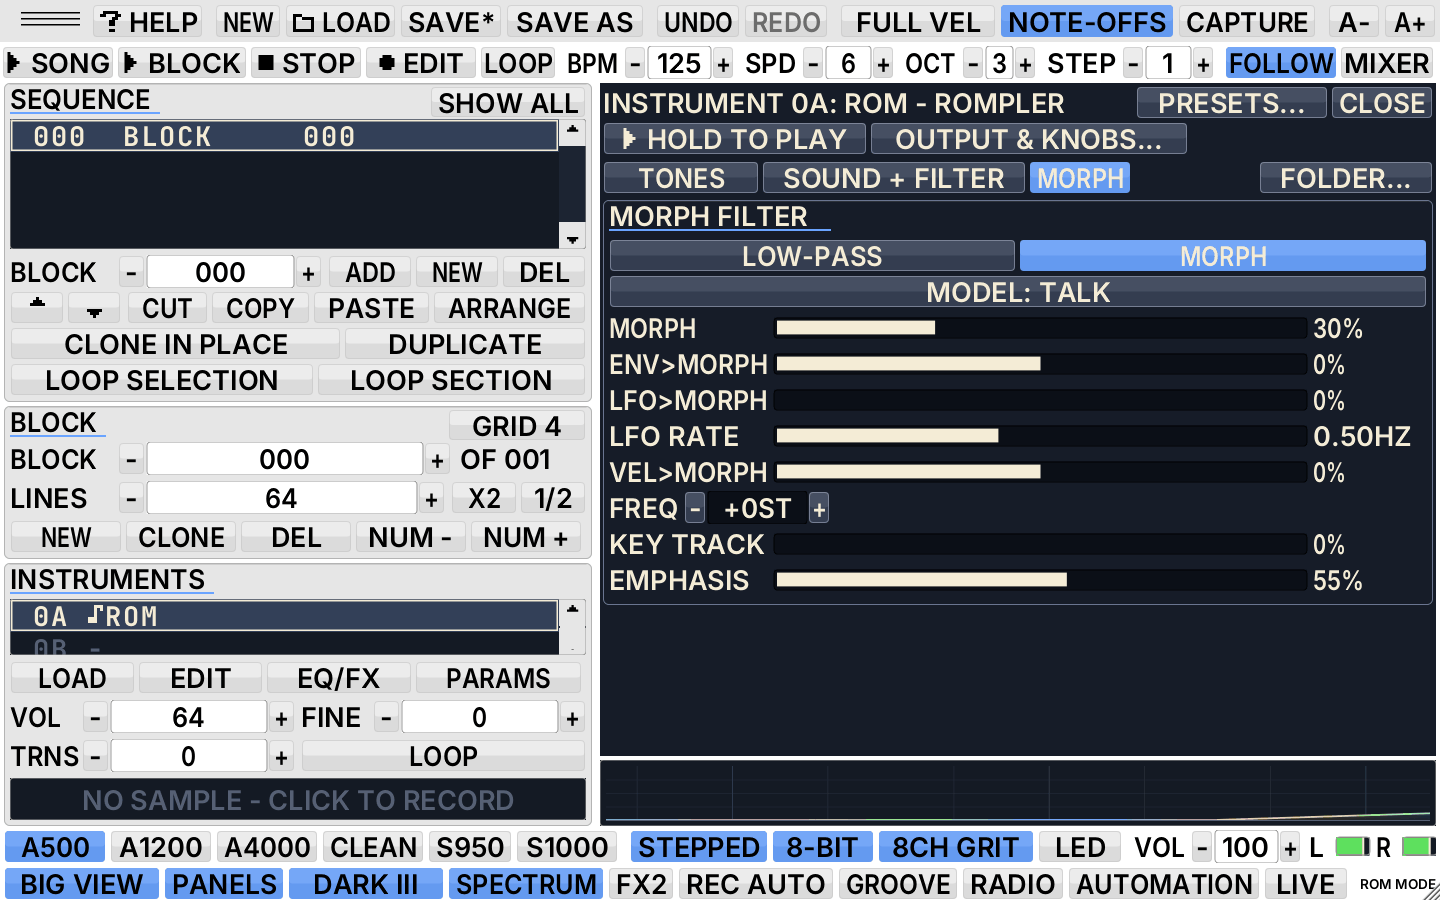 HELP NEW LOAD SAVE* SAVE AS UNDO REDO FULL VEL NOTE-OFFS CAPTURE A- A+
SONG BLOCK STOP EDIT LOOP BPM - 125 + SPD - 6 + OCT - 3 + STEP - 1 + FOLLOW MIXER
SEQUENCE SHOW ALL
000 BLOCK 000
BLOCK - 000 + ADD NEW DEL
CUT COPY PASTE ARRANGE
CLONE IN PLACE DUPLICATE
LOOP SELECTION LOOP SECTION
BLOCK GRID 4
BLOCK - 000 + OF 001
LINES - 64 + X2 1/2
NEW CLONE DEL NUM - NUM +
INSTRUMENTS
0A ROM
0B -
LOAD EDIT EQ/FX PARAMS
VOL - 64 + FINE - 0 +
TRNS - 0 + LOOP
NO SAMPLE - CLICK TO RECORD
INSTRUMENT 0A: ROM - ROMPLER PRESETS... CLOSE
HOLD TO PLAY OUTPUT & KNOBS...
TONES SOUND + FILTER MORPH FOLDER...
MORPH FILTER
LOW-PASS MORPH
MODEL: TALK
MORPH 30%
ENV>MORPH 0%
LFO>MORPH 0%
LFO RATE 0.50HZ
VEL>MORPH 0%
FREQ - +0ST +
KEY TRACK 0%
EMPHASIS 55%
A500 A1200 A4000 CLEAN S950 S1000 STEPPED 8-BIT 8CH GRIT LED VOL - 100 + L R
BIG VIEW PANELS DARK III SPECTRUM FX2 REC AUTO GROOVE RADIO AUTOMATION LIVE ROM MODE